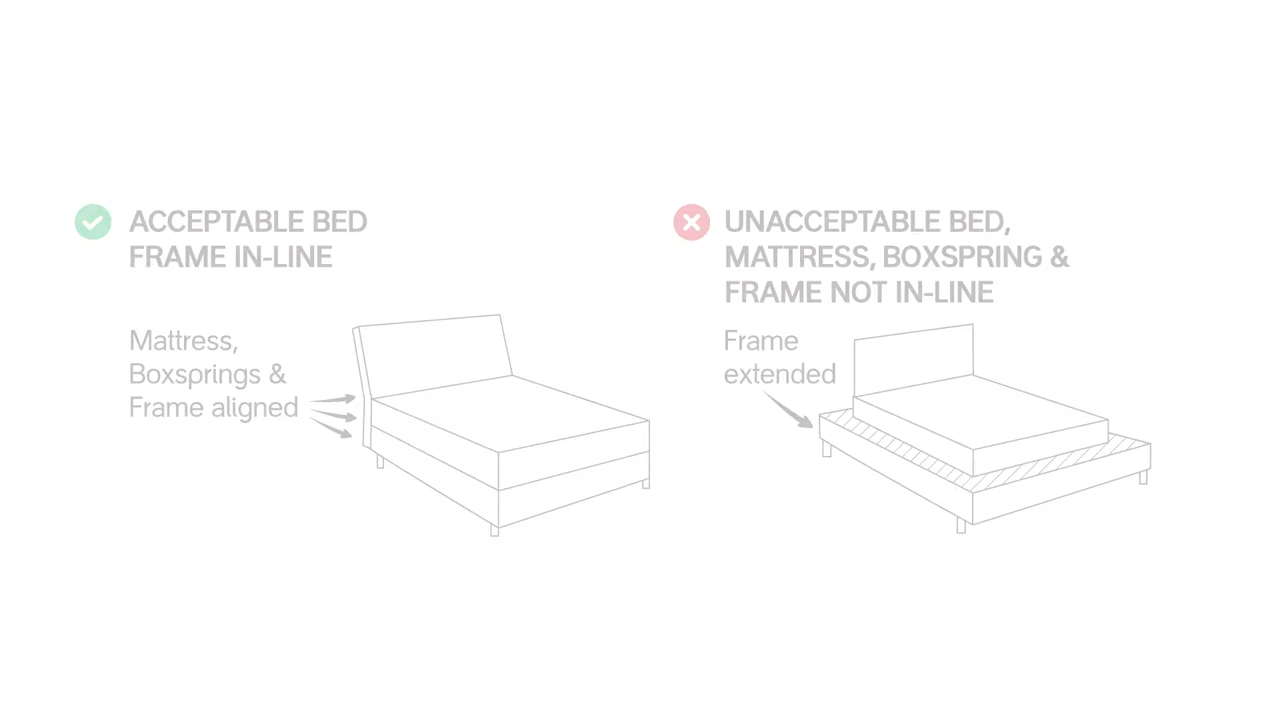 ACCEPTABLE BED
FRAME IN-LINE
Mattress,
Boxsprings &
Frame aligned
UNACCEPTABLE BED,
MATTRESS, BOXSPRING &
FRAME NOT IN-LINE
Frame
extended